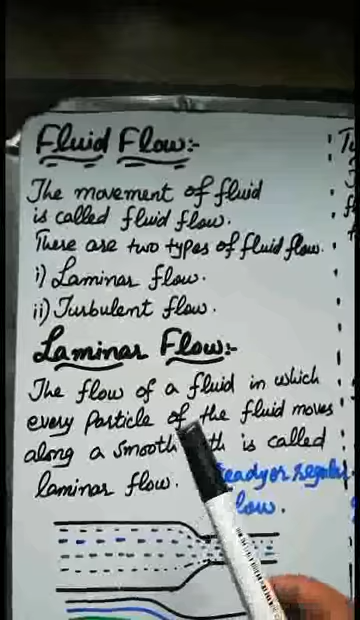 Fluid Flow:-
The movement of fluid
is called fluid flow.
There are two types of fluid flow.
i) Laminar flow.
ii) Turbulent flow.
Laminar Flow:-
The flow of a fluid in which
every Particle of the fluid moves
along a smooth is called
laminar flow.
or Regular